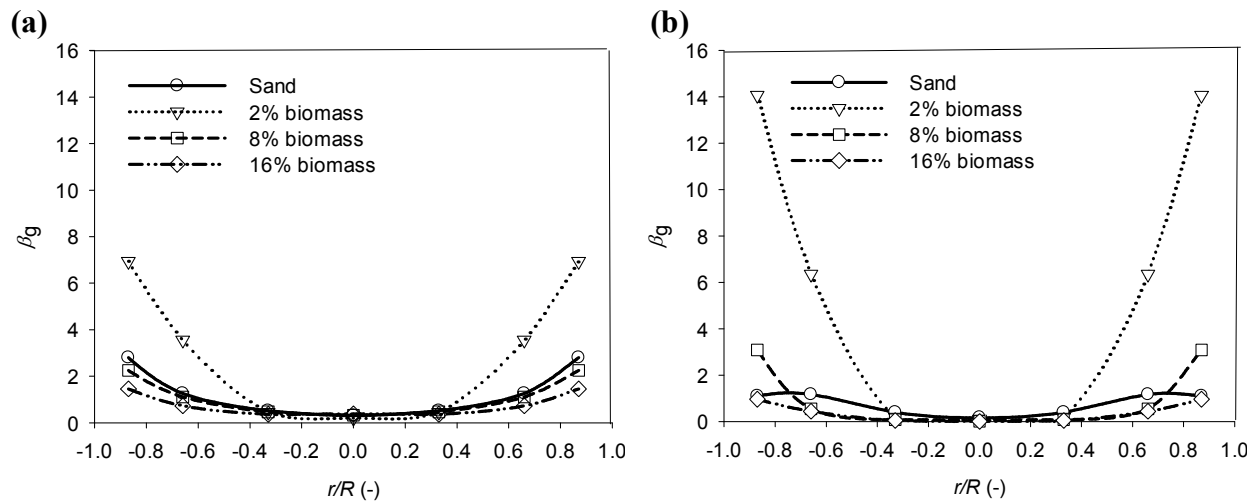 (a)
16
14
12
10
8
6
4
2
0
βg
Sand
2% biomass
8% biomass
16% biomass
-1.0 -0.8 -0.6 -0.4 -0.2 0.0 0.2 0.4 0.6 0.8 1.0
r/R (-)
(b)
16
14
12
10
8
6
4
2
0
βg
Sand
2% biomass
8% biomass
16% biomass
-1.0 -0.8 -0.6 -0.4 -0.2 0.0 0.2 0.4 0.6 0.8 1.0
r/R (-)